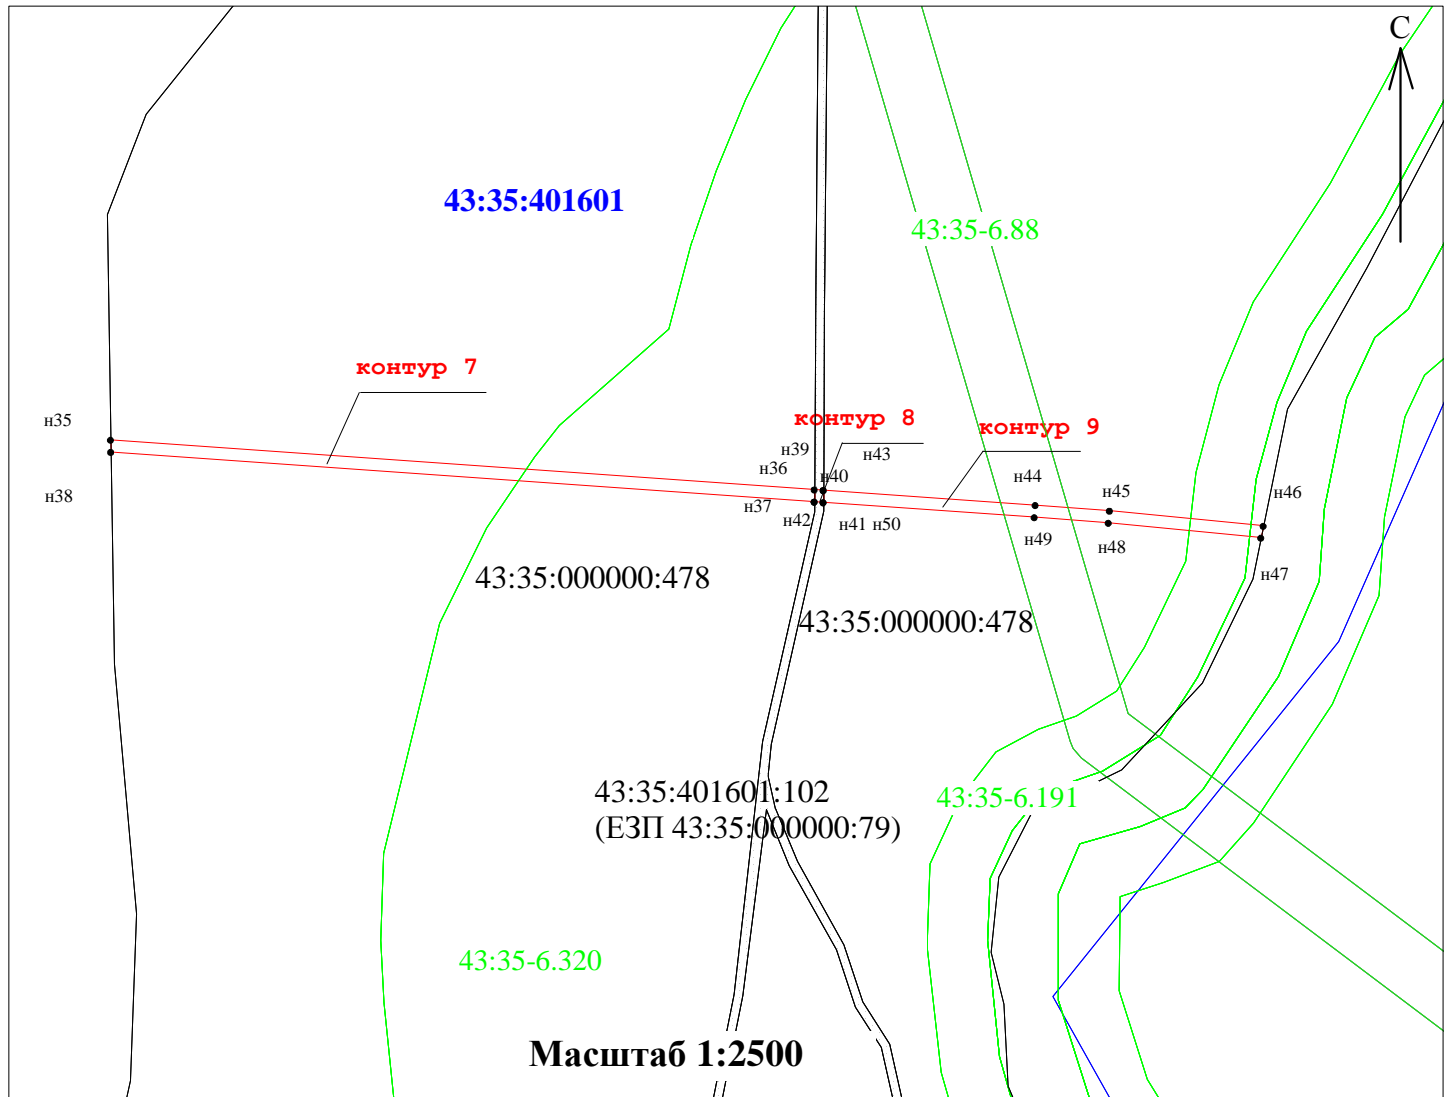 С
43:35:401601
43:35-6.88
контур 7
контур 8
контур 9
н35
н39
н43
н36
н40
н44
н45
н38
н37
н42
н41 н50
н46
н49
н48
н47
43:35:000000:478
43:35:000000:478
43:35:401601:102
(ЕЗП 43:35:000000:79)
43:35-6.191
43:35-6.320
Масштаб 1:2500